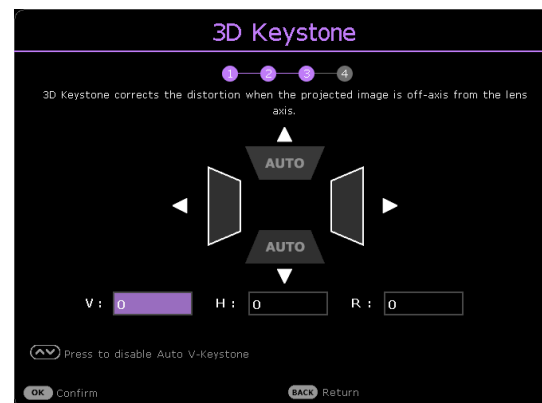 3D Keystone
1 2 3 4
3D Keystone corrects the distortion when the projected image is off-axis from the lens
axis.
AUTO
AUTO
V : 0 H : 0 R : 0
Press to disable Auto V-Keystone
OK Confirm BACK Return